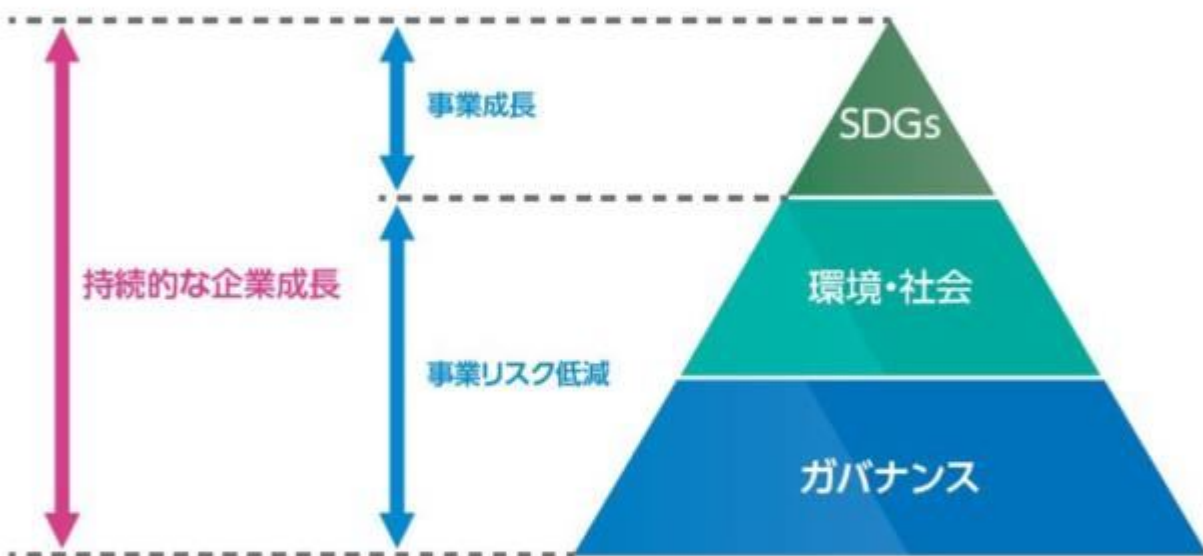 事業成長
SDGs
持続的な企業成長
環境・社会
事業リスク低減
ガバナンス